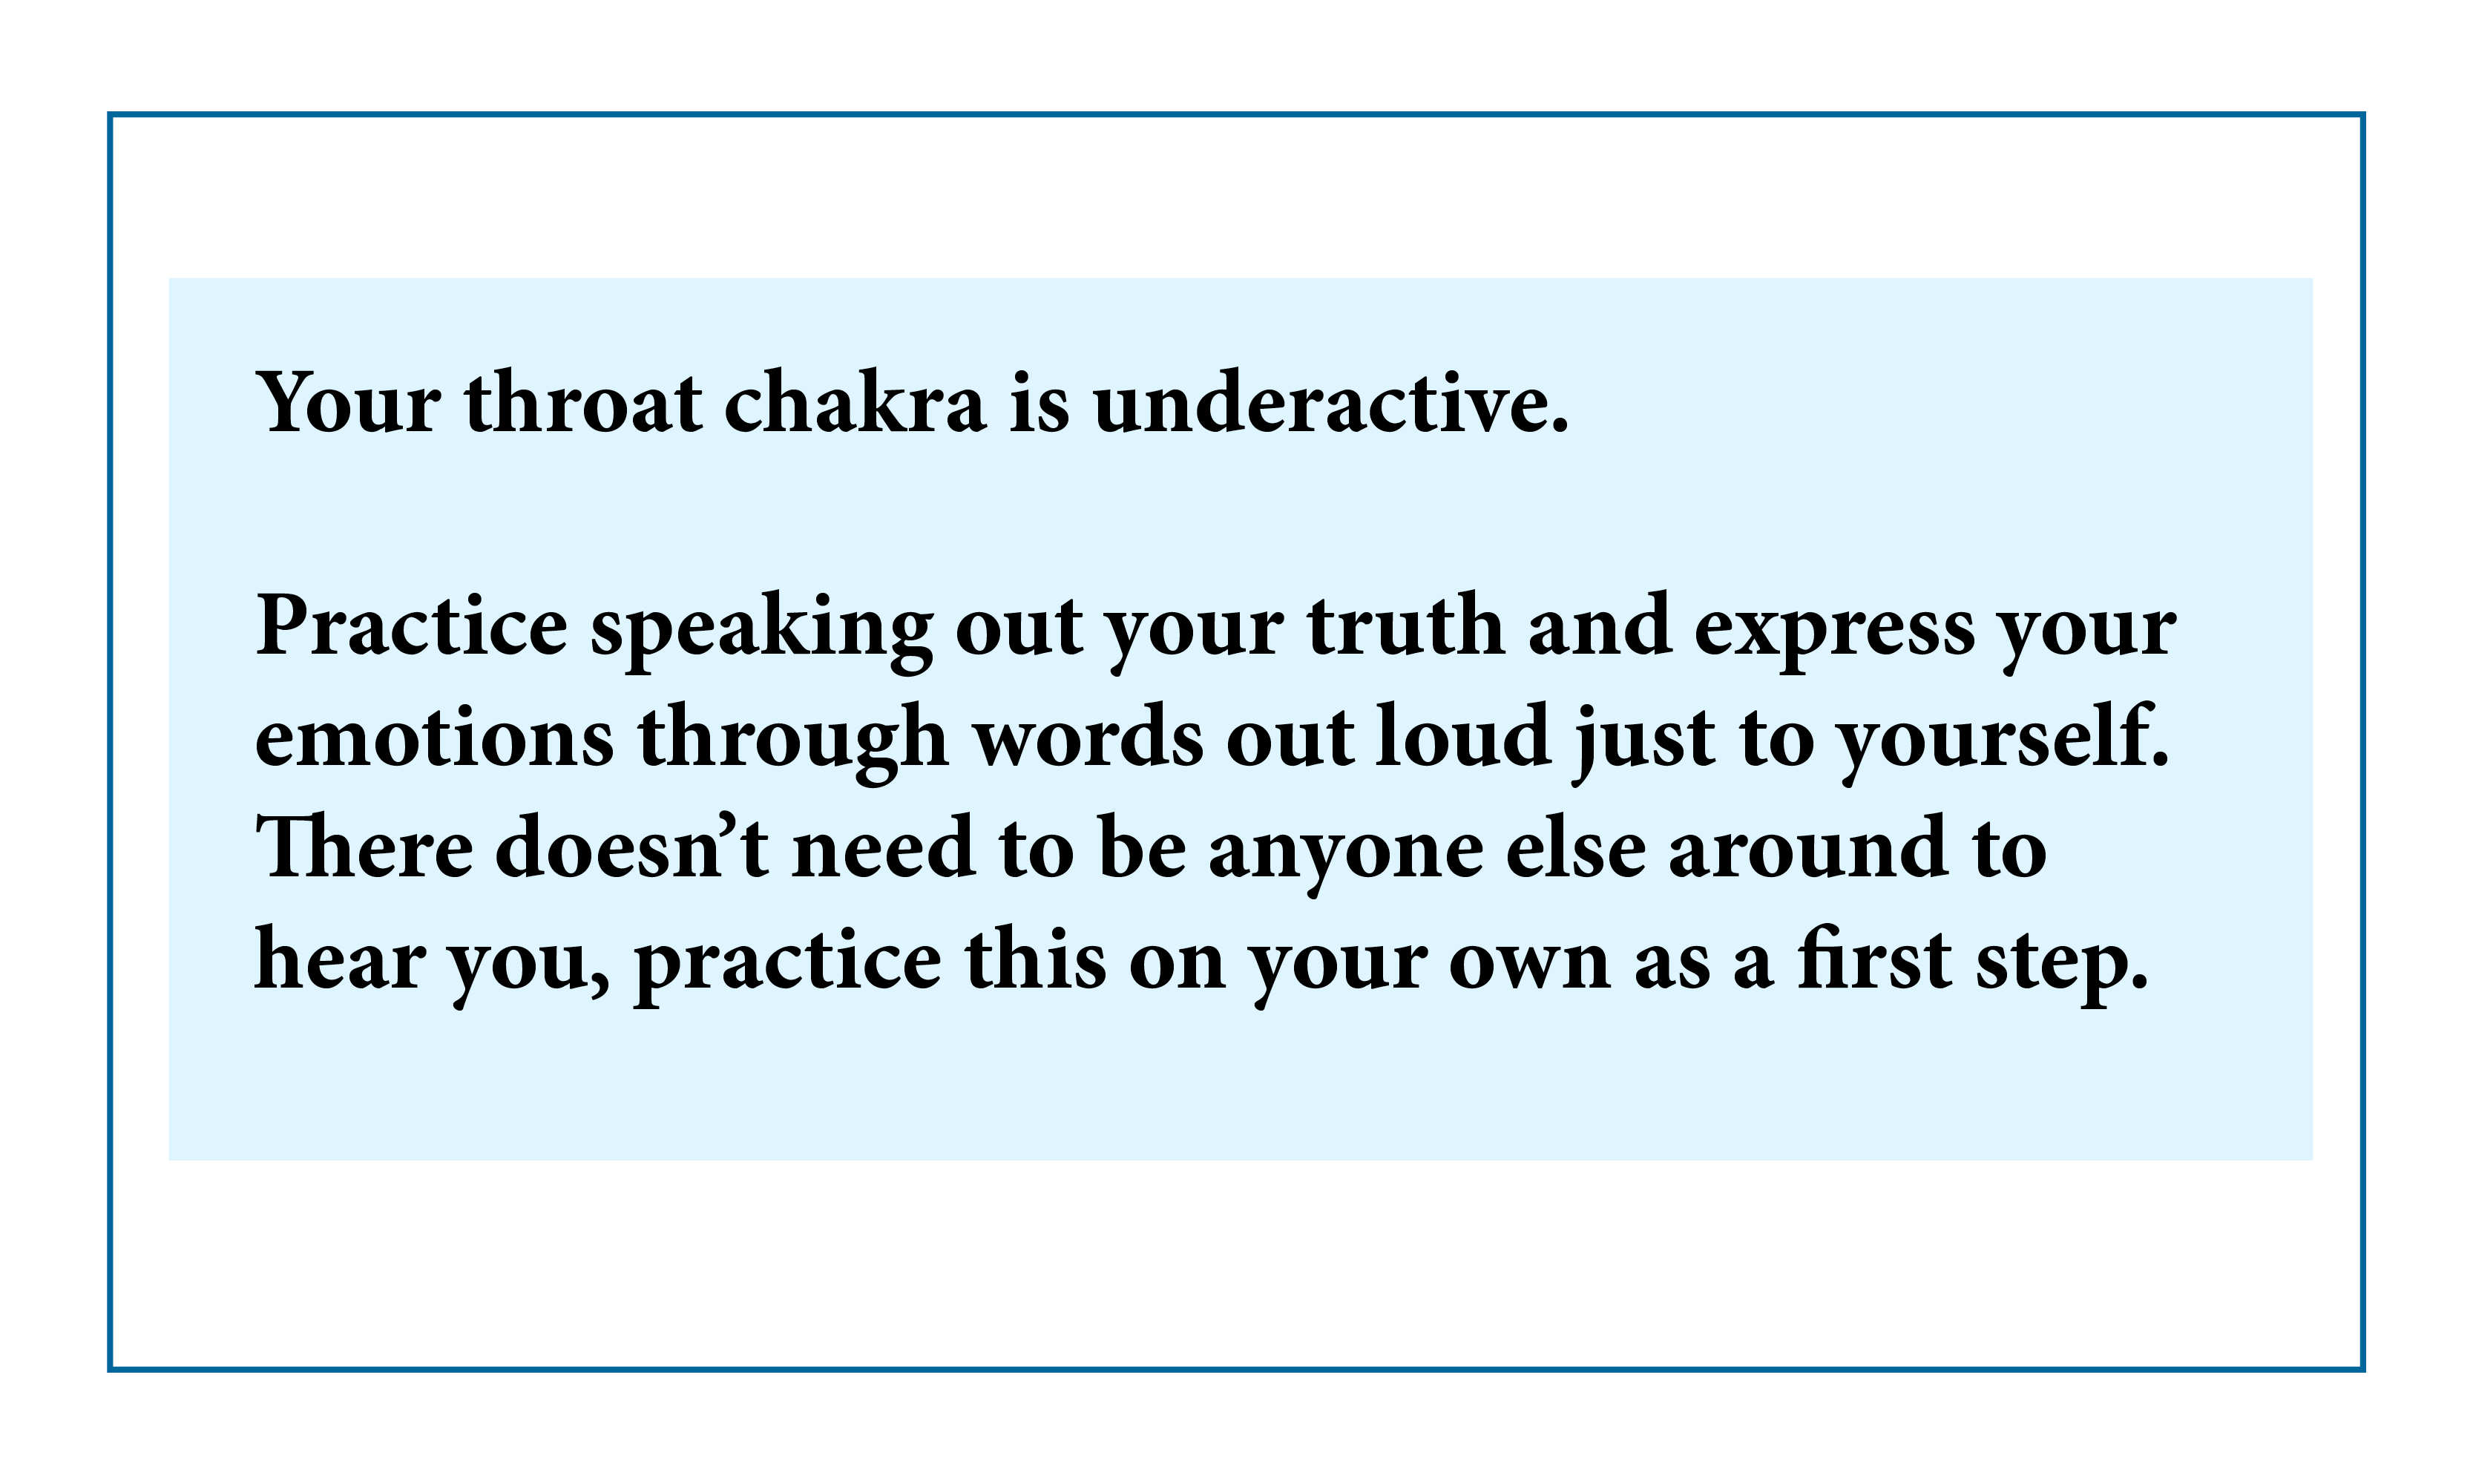 Your throat chakra is underactive.
Practice speaking out your truth and express your
emotions through words out loud just to yourself.
There doesn’t need to be anyone else around to
hear you, practice this on your own as a first step.